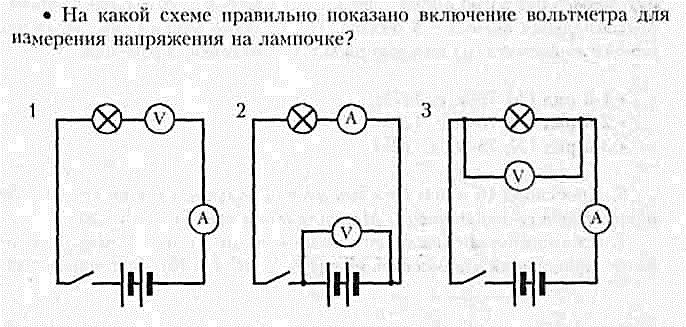 • На какой схеме правильно показано включение вольтметра для
измерения напряжения на лампочке?
1 V A
2 A V
3 V A